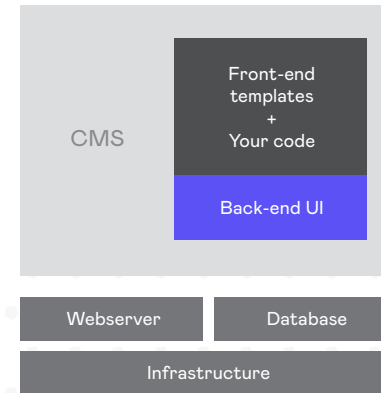 Front-end
templates
+
Your code
CMS
Back-end UI
Webserver
Database
Infrastructure